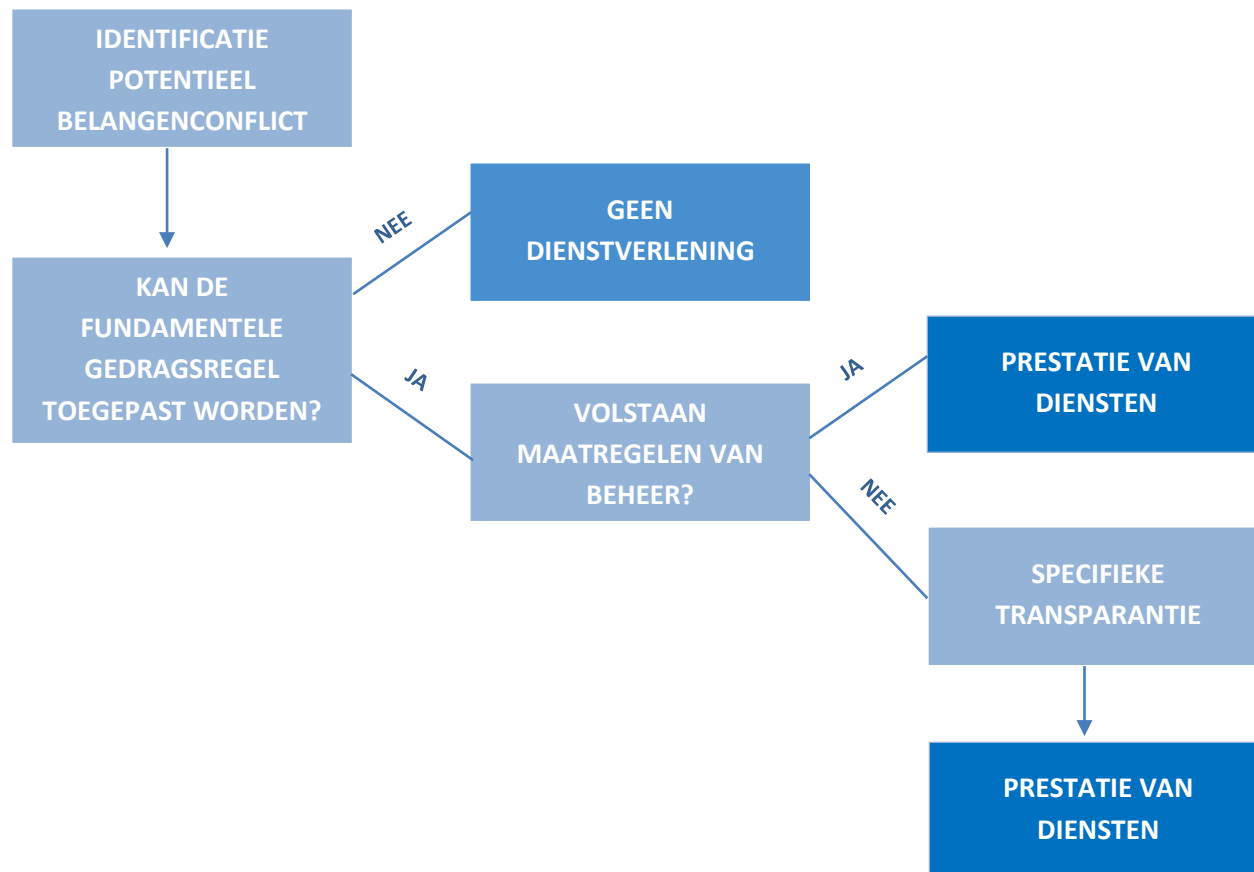 IDENTIFICATIE
POTENTIEEL
BELANGENCONFLICT
NEE
GEEN
DIENSTVERLENING
KAN DE
FUNDAMENTELE
GEDRAGSREGEL
TOEGEPAST WORDEN?
JA
VOLSTAAN
MAATREGELEN VAN
BEHEER?
JA
PRESTATIE VAN
DIENSTEN
NEE
SPECIFIEKE
TRANSPARANTIE
PRESTATIE VAN
DIENSTEN